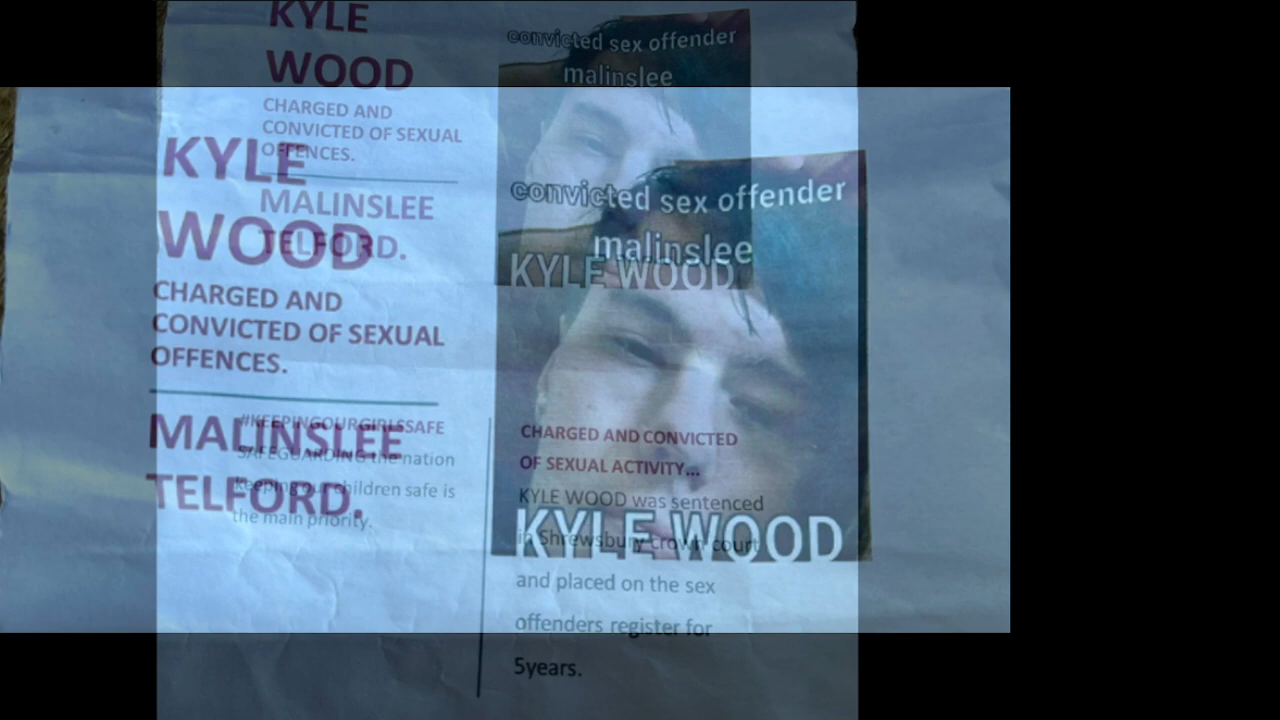 KYLE
WOOD
CHARGED AND
CONVICTED OF SEXUAL
OFFENCES.
MALINSLEE
TELFORD.
#KEEPINGOURGIRLSSAFE
SAFEGUARDING the nation
keeping our children safe is
the main priority.
convicted sex offender
malinslee
KYLE WOOD
CHARGED AND CONVICTED
OF SEXUAL ACTIVITY...
KYLE WOOD was sentenced
in Shrewsbury crown court
and placed on the sex
offenders register for
5years.
KYLE
WOOD
CHARGED AND
CONVICTED OF SEXUAL
OFFENCES.
MALINSLEE
TELFORD.
convicted sex offender
malinslee
KYLE WOOD